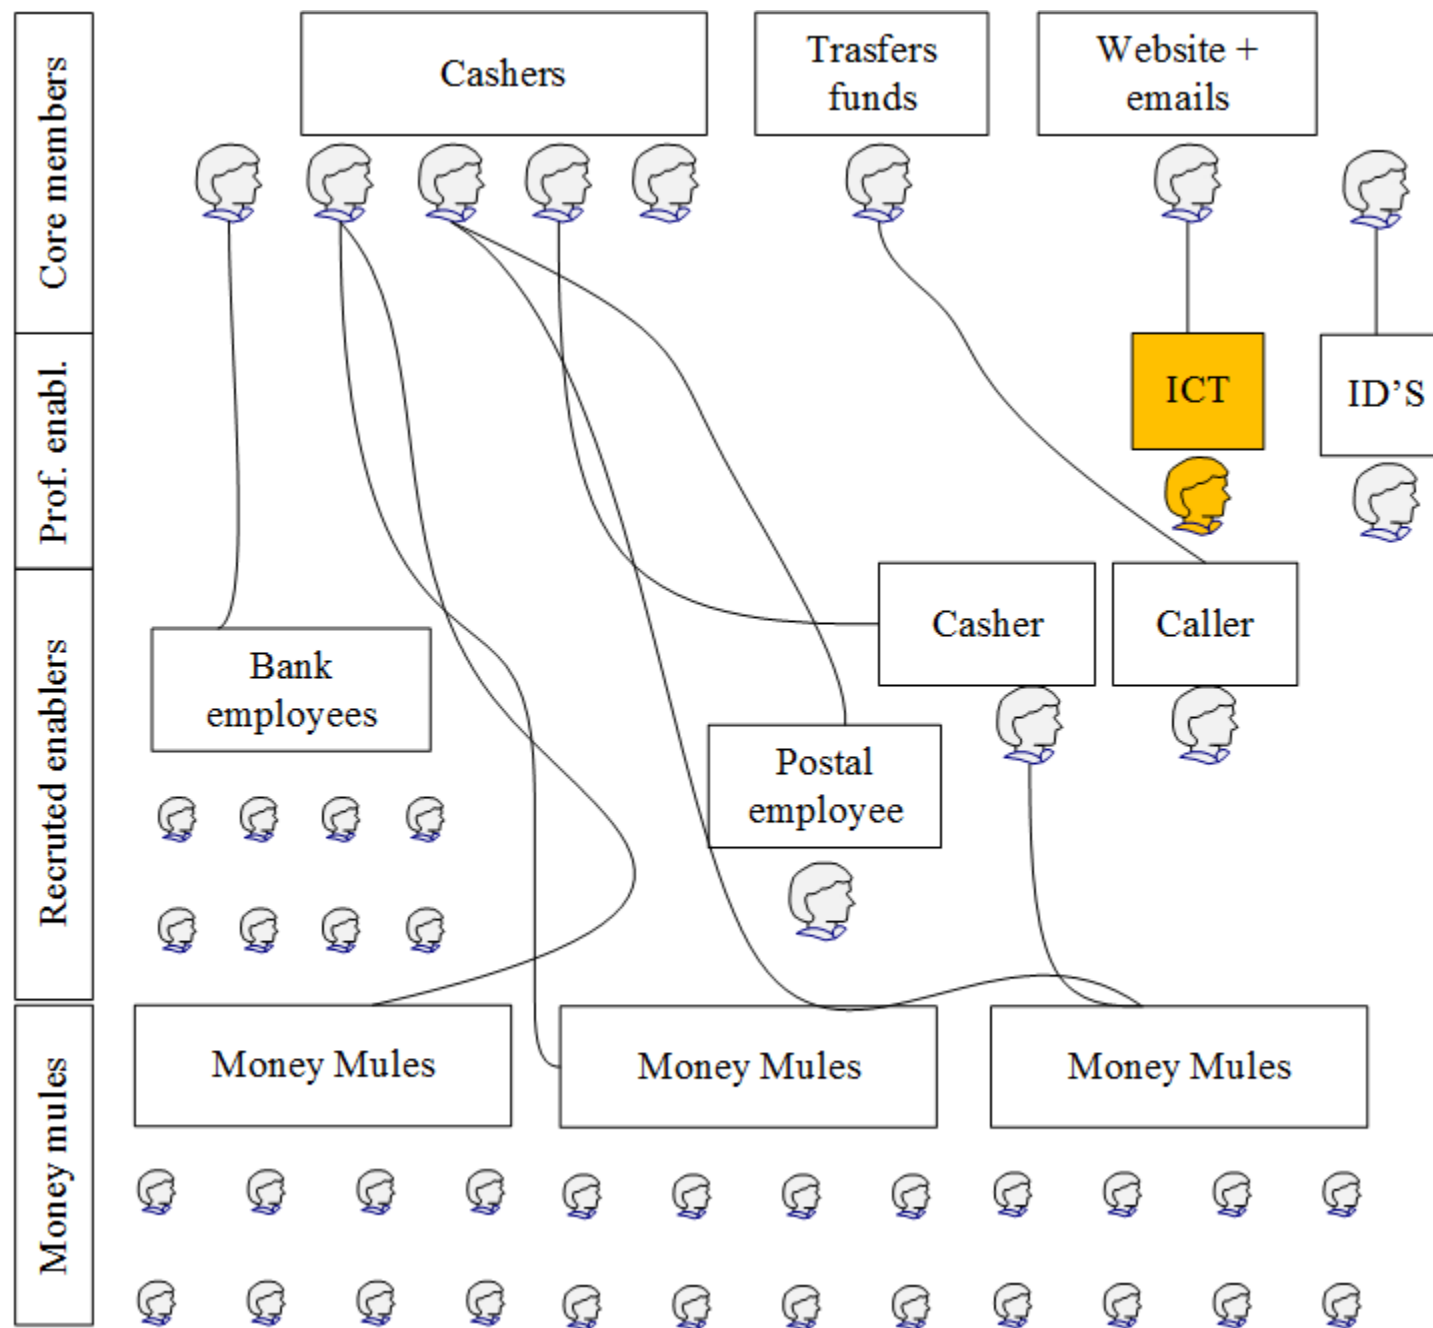 Core members
Cashers
Trasfers
funds
Website +
emails
Prof. enabl.
ICT
ID’S
Recruted enablers
Bank
employees
Postal
employee
Casher
Caller
Money mules
Money Mules
Money Mules
Money Mules